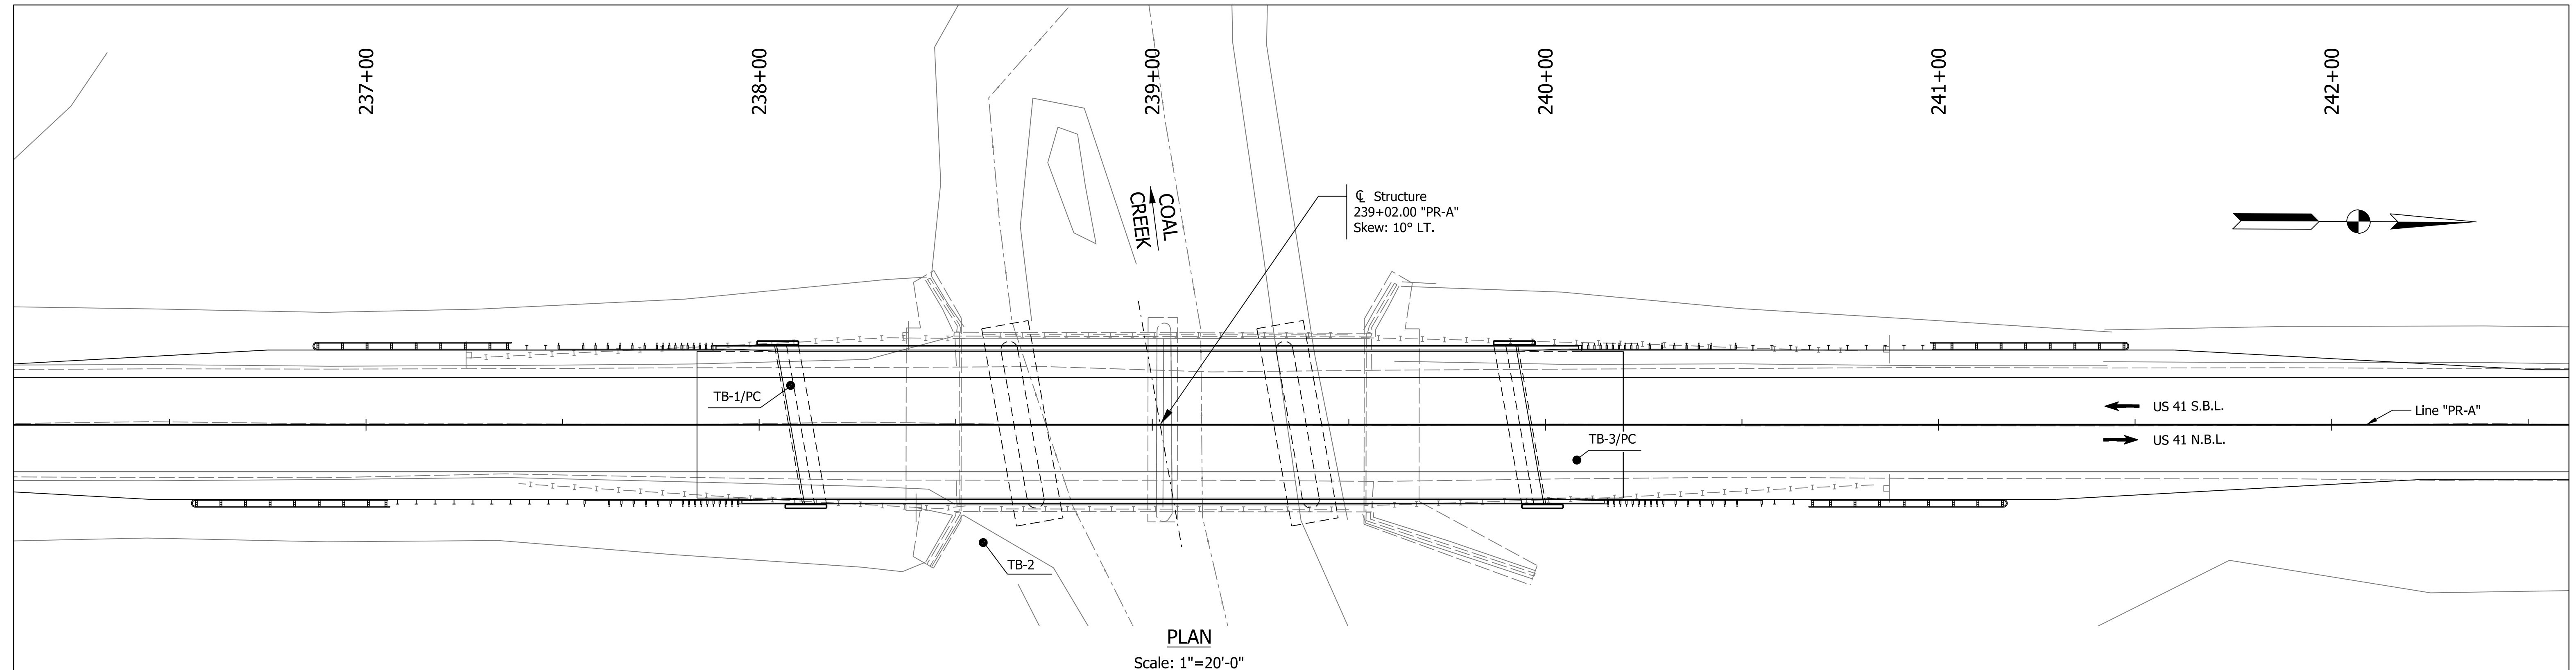 237+00
238+00
239+00
240+00
241+00
242+00
COAL
CREEK
℄ Structure
239+02.00 "PR-A"
Skew: 10° LT.
TB-1/PC
US 41 S.B.L.
Line "PR-A"
TB-3/PC
US 41 N.B.L.
TB-2
PLAN
Scale: 1"=20'-0"